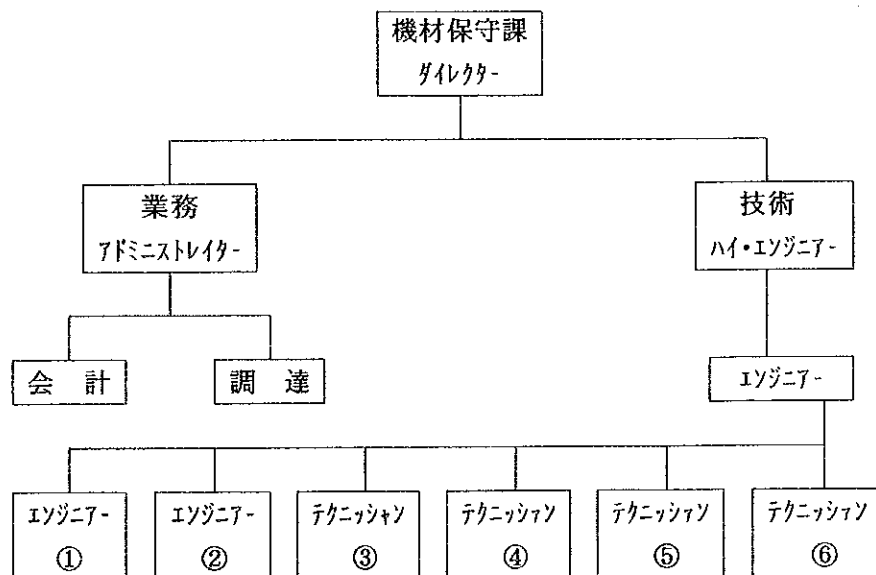 機材保守課
ダイレクター
業務
アドミニストレイター
技術
ハイ・エンジニアー
会 計
調 達
エンジニアー
エンジニアー
①
エンジニアー
②
テクニッシャン
③
テクニッシァン
④
テクニッシァン
⑤
テクニッシァン
⑥